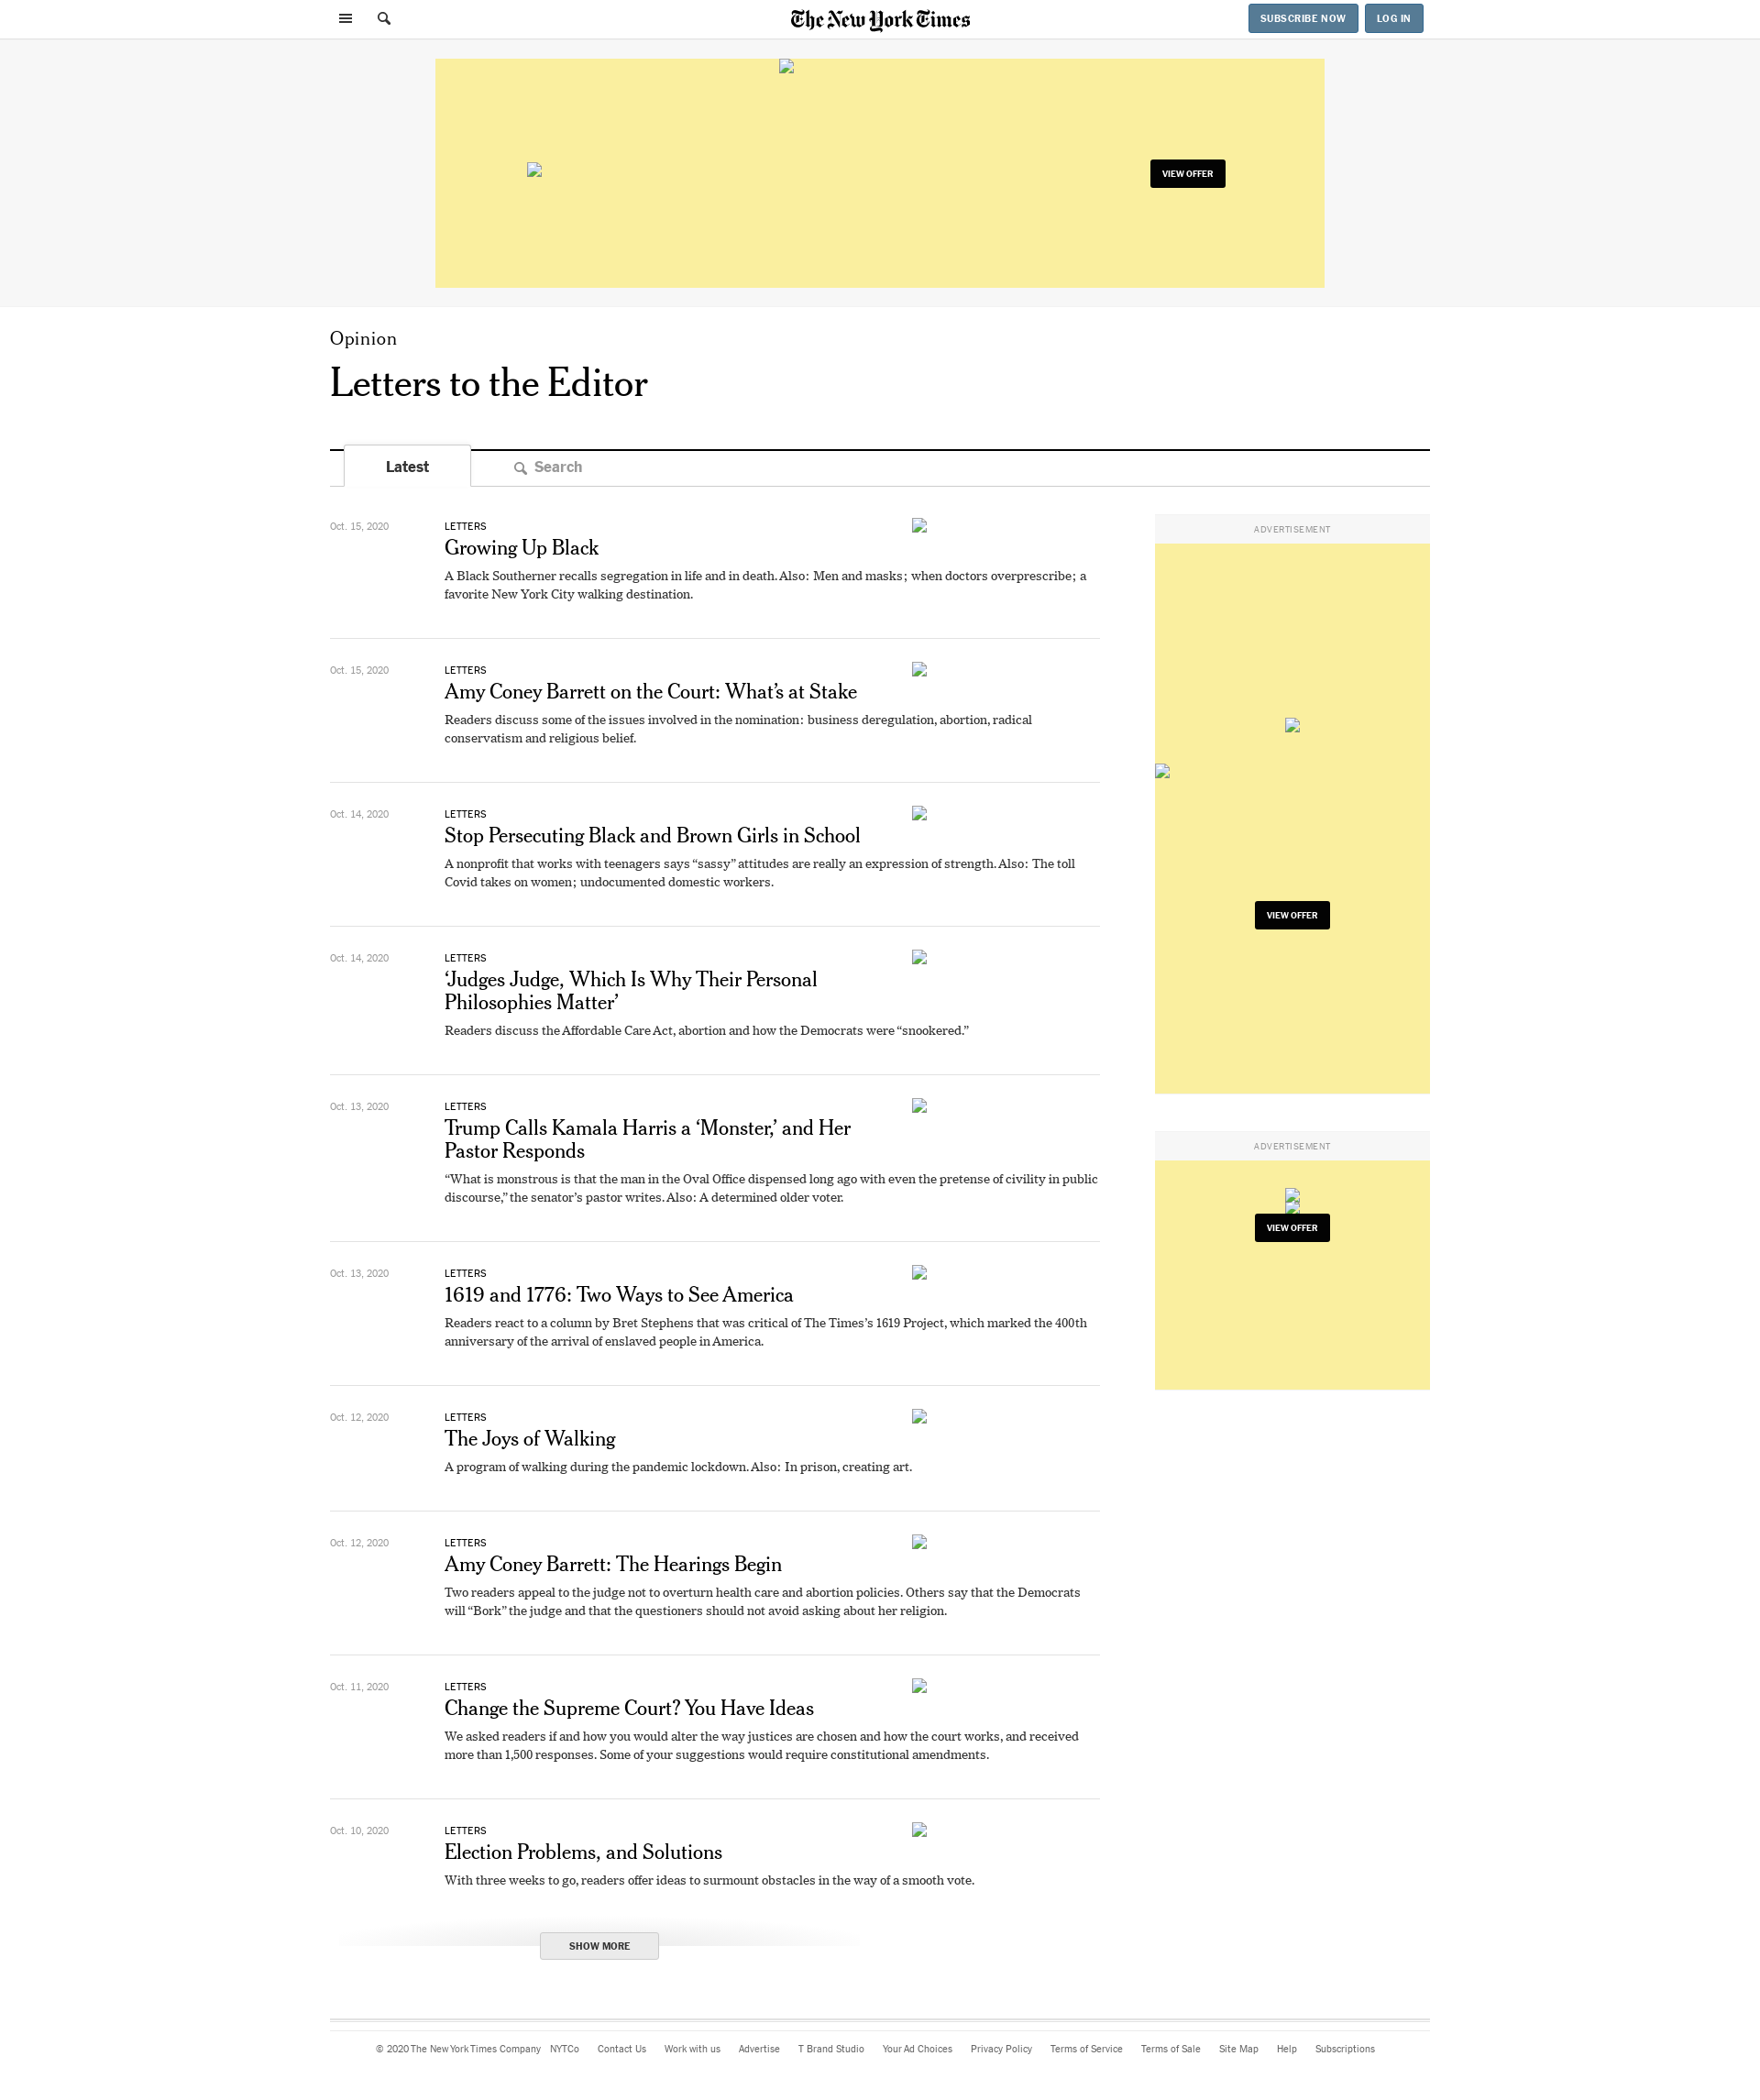 The New York Times
SUBSCRIBE NOW
LOG IN
VIEW OFFER
Opinion
Letters to the Editor
Latest
Search
Oct. 15, 2020
LETTERS
Growing Up Black
A Black Southerner recalls segregation in life and in death. Also: Men and masks; when doctors overprescribe; a
favorite New York City walking destination.
Oct. 15, 2020
LETTERS
Amy Coney Barrett on the Court: What’s at Stake
Readers discuss some of the issues involved in the nomination: business deregulation, abortion, radical
conservatism and religious belief.
Oct. 14, 2020
LETTERS
Stop Persecuting Black and Brown Girls in School
A nonprofit that works with teenagers says “sassy” attitudes are really an expression of strength. Also: The toll
Covid takes on women; undocumented domestic workers.
Oct. 14, 2020
LETTERS
‘Judges Judge, Which Is Why Their Personal
Philosophies Matter’
Readers discuss the Affordable Care Act, abortion and how the Democrats were “snookered.”
Oct. 13, 2020
LETTERS
Trump Calls Kamala Harris a ‘Monster,’ and Her
Pastor Responds
“What is monstrous is that the man in the Oval Office dispensed long ago with even the pretense of civility in public
discourse,” the senator’s pastor writes. Also: A determined older voter.
Oct. 13, 2020
LETTERS
1619 and 1776: Two Ways to See America
Readers react to a column by Bret Stephens that was critical of The Times’s 1619 Project, which marked the 400th
anniversary of the arrival of enslaved people in America.
Oct. 12, 2020
LETTERS
The Joys of Walking
A program of walking during the pandemic lockdown. Also: In prison, creating art.
Oct. 12, 2020
LETTERS
Amy Coney Barrett: The Hearings Begin
Two readers appeal to the judge not to overturn health care and abortion policies. Others say that the Democrats
will “Bork” the judge and that the questioners should not avoid asking about her religion.
Oct. 11, 2020
LETTERS
Change the Supreme Court? You Have Ideas
We asked readers if and how you would alter the way justices are chosen and how the court works, and received
more than 1,500 responses. Some of your suggestions would require constitutional amendments.
Oct. 10, 2020
LETTERS
Election Problems, and Solutions
With three weeks to go, readers offer ideas to surmount obstacles in the way of a smooth vote.
SHOW MORE
ADVERTISEMENT
VIEW OFFER
ADVERTISEMENT
VIEW OFFER
© 2020 The New York Times Company NYTCo Contact Us Work with us Advertise T Brand Studio Your Ad Choices Privacy Policy Terms of Service Terms of Sale Site Map Help Subscriptions